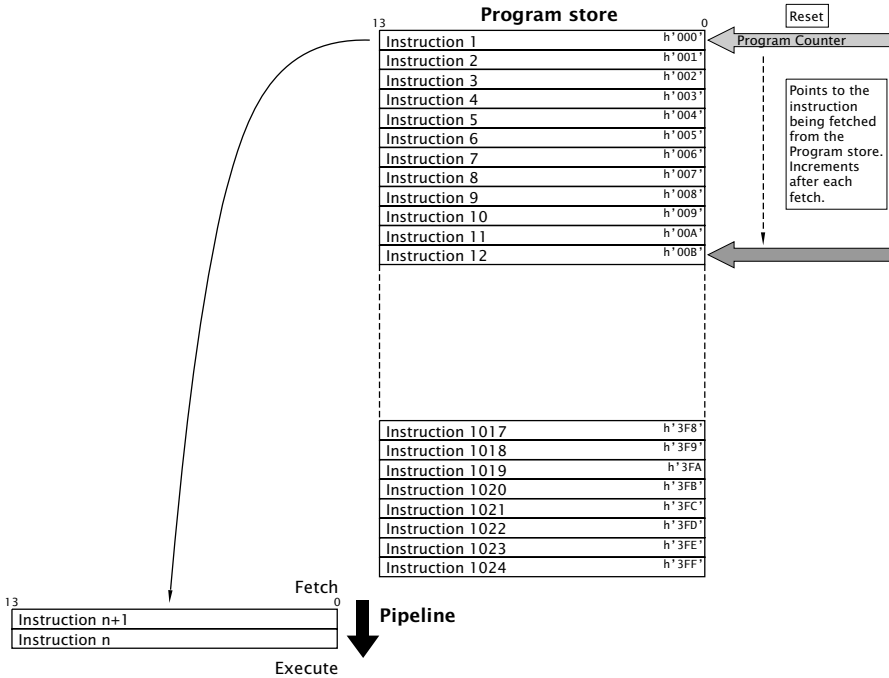 Program store
13 0
Reset
Instruction 1 h'000'
Program Counter
Instruction 2 h'001'
Instruction 3 h'002'
Instruction 4 h'003'
Instruction 5 h'004'
Instruction 6 h'005'
Instruction 7 h'006'
Instruction 8 h'007'
Instruction 9 h'008'
Instruction 10 h'009'
Instruction 11 h'00A'
Instruction 12 h'00B'
Points to the
instruction
being fetched
from the
Program store.
Increments
after each
fetch.
Instruction 1017 h'3F8'
Instruction 1018 h'3F9'
Instruction 1019 h'3FA
Instruction 1020 h'3FB'
Instruction 1021 h'3FC'
Instruction 1022 h'3FD'
Instruction 1023 h'3FE'
Instruction 1024 h'3FF'
Fetch
13 0
Instruction n+1
Instruction n
Pipeline
Execute